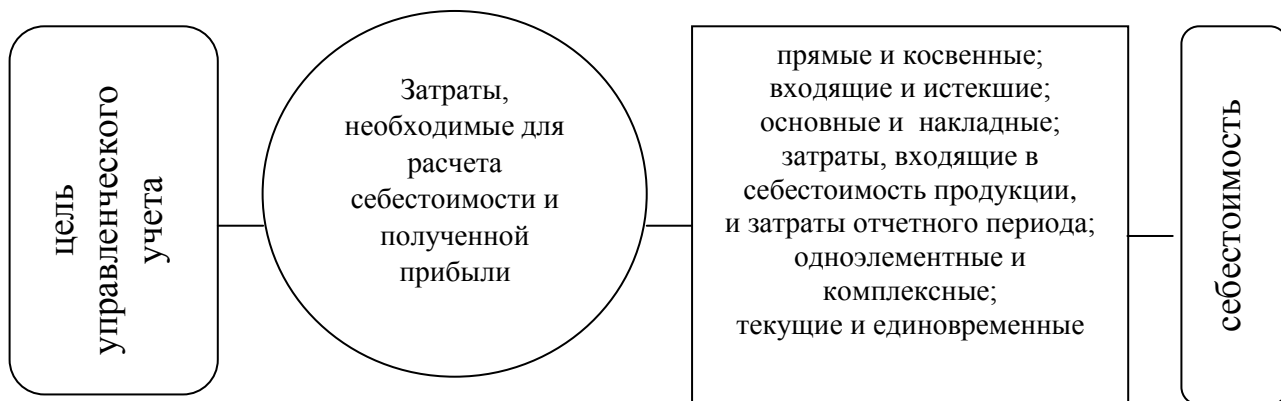 цель
управленческого
учета
Затраты,
необходимые для
расчета
себестоимости и
полученной
прибыли
прямые и косвенные;
входящие и истекшие;
основные и накладные;
затраты, входящие в
себестоимость продукции,
и затраты отчетного периода;
одноэлементные и
комплексные;
текущие и единовременные
себестоимость